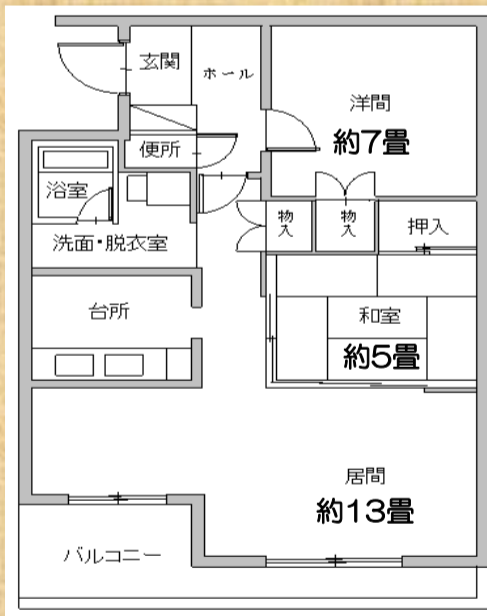 玄関
ホール
洋間
約7畳
便所
浴室
洗面・脱衣室
物入
物入
押入
台所
和室
約5畳
居間
約13畳
バルコニー